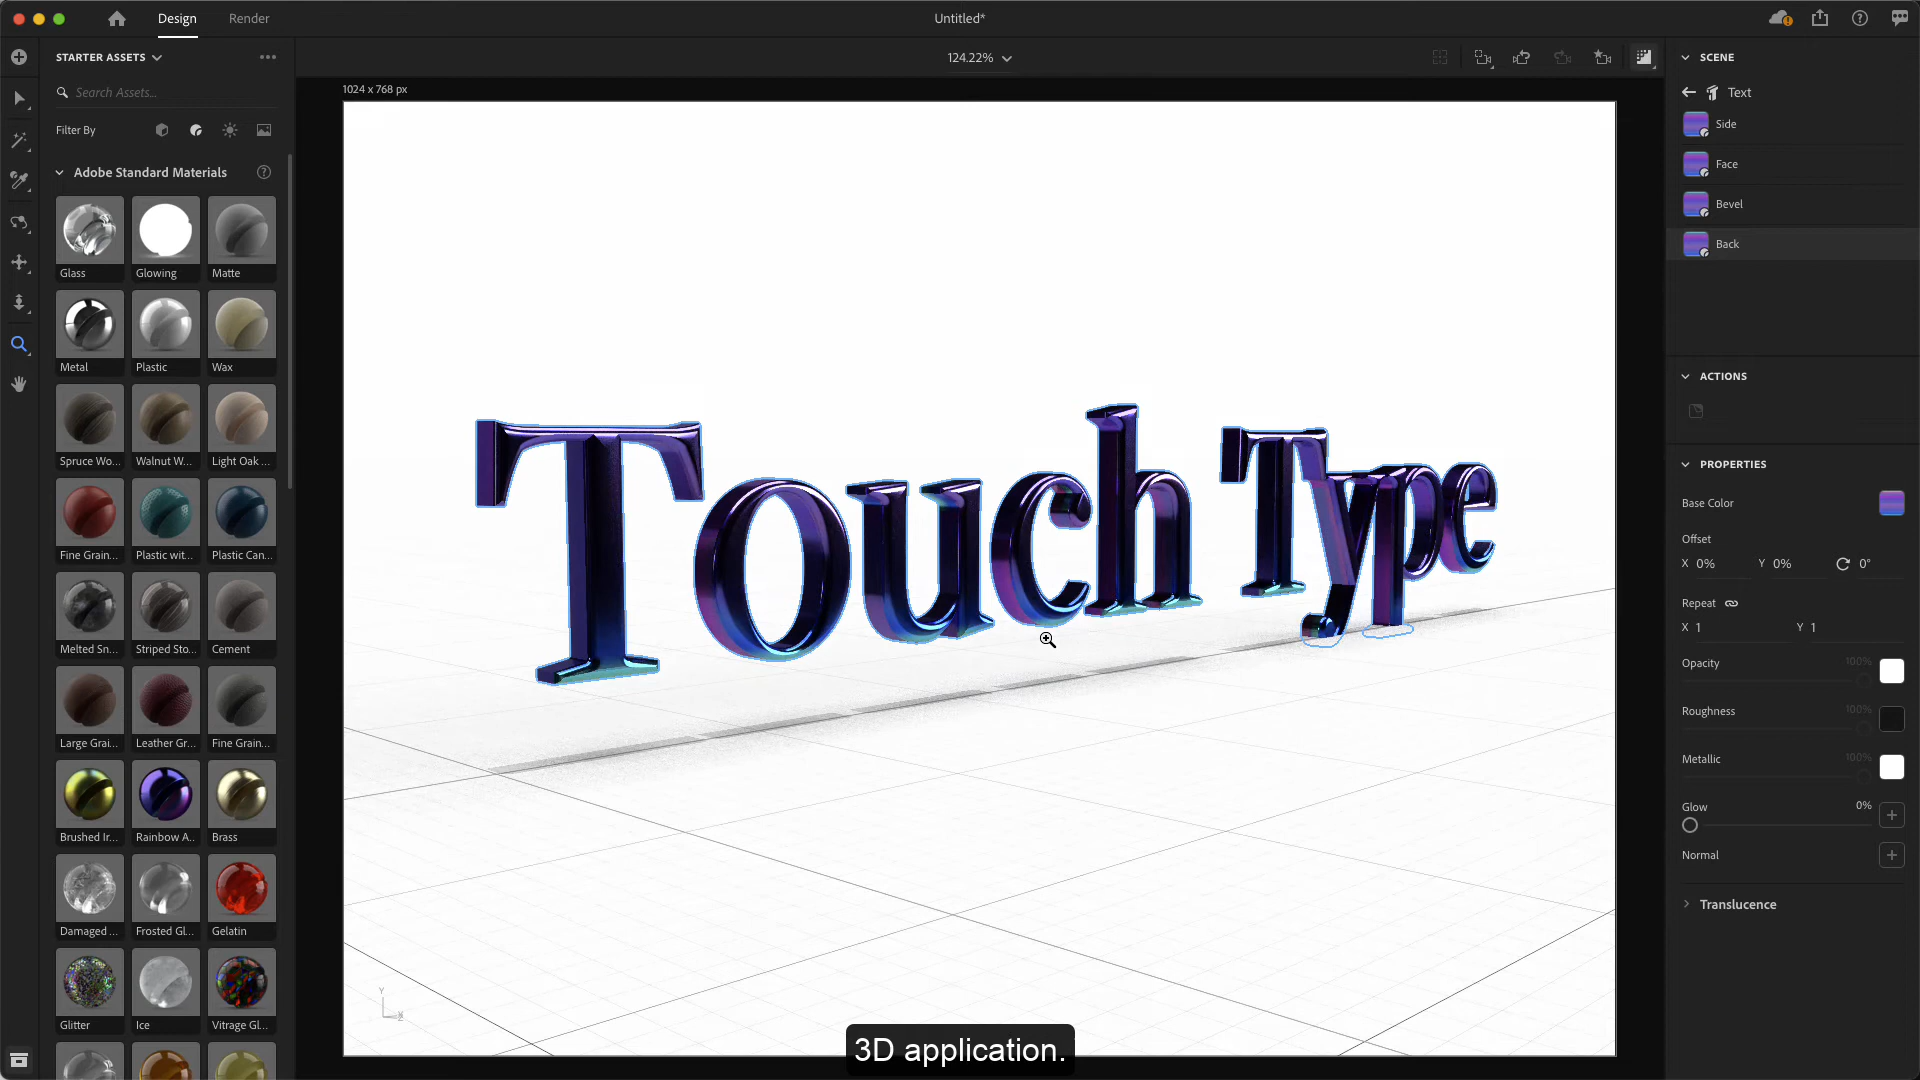 Design
Render
Untitled*
STARTER ASSETS
124.22%
SCENE
Search Assets...
1024 x 768 px
Text
Side
Filter By
Face
Adobe Standard Materials
Bevel
Back
Glass
Glowing
Matte
Metal
Plastic
Wax
ACTIONS
Spruce Wo...
Walnut W...
Light Oak ...
PROPERTIES
Base Color
Fine Grain...
Plastic wit...
Plastic Can...
Offset
X 0%
Y 0%
0°
Repeat
X 1
Y 1
Melted Sn...
Striped Sto...
Cement
Opacity
100%
Roughness
100%
Large Grai...
Leather Gr...
Fine Grain...
Metallic
100%
Glow
0%
Brushed Ir...
Rainbow A...
Brass
Normal
Translucence
Damaged ...
Frosted Gl...
Gelatin
Glitter
Ice
Vitrage Gl...
Touch Type
Y
3D application.